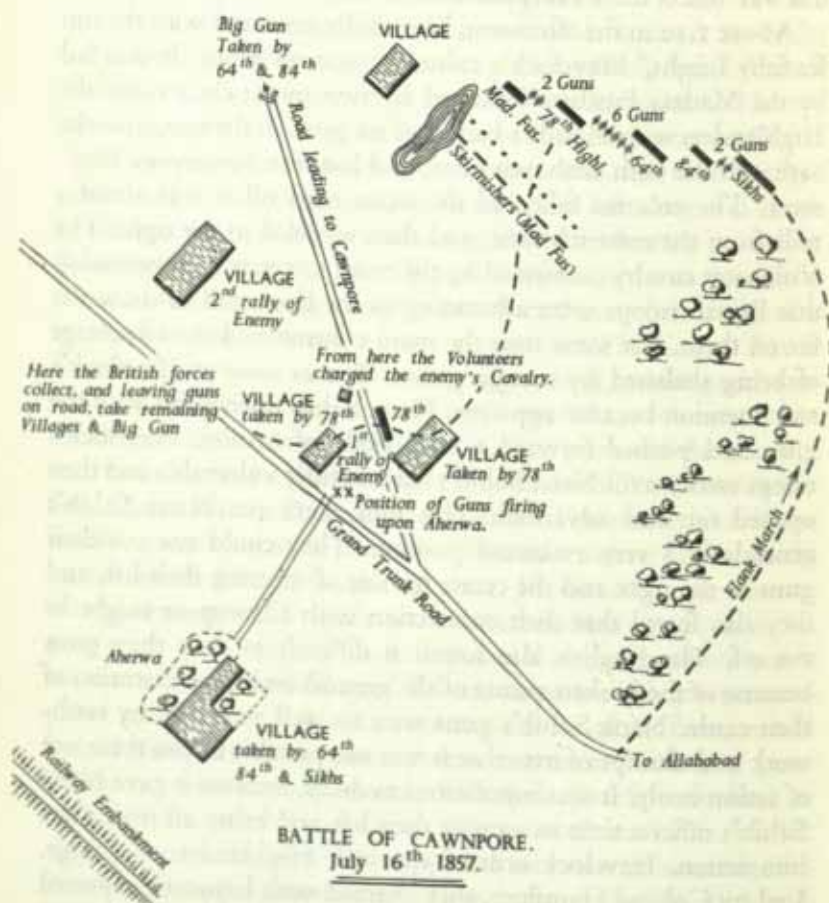 Big Gun
Taken by
64th & 84th
VILLAGE
Road leading to Cawnpore
Mad. Fus.
2 Guns
78th Highl
6 Guns
64th
84th
2 Guns
Sikhs
Skirmishers (Mad Fus)
VILLAGE
2nd rally of
Enemy
Here the British forces
collect, and leaving guns
on road, take remaining
Villages & Big Gun
From here the Volunteers
charged the enemy's Cavalry.
VILLAGE
taken by 78th
78th
1st
rally of
Enemy
VILLAGE
Taken by 78th
xx
Position of Guns firing
upon Aherwa.
Grand Trunk Road
Flank March
Aherwa
VILLAGE
taken by 64th
84th & Sikhs
To Allahabad
Railway Embankment
BATTLE OF CAWNPORE.
July 16th 1857.